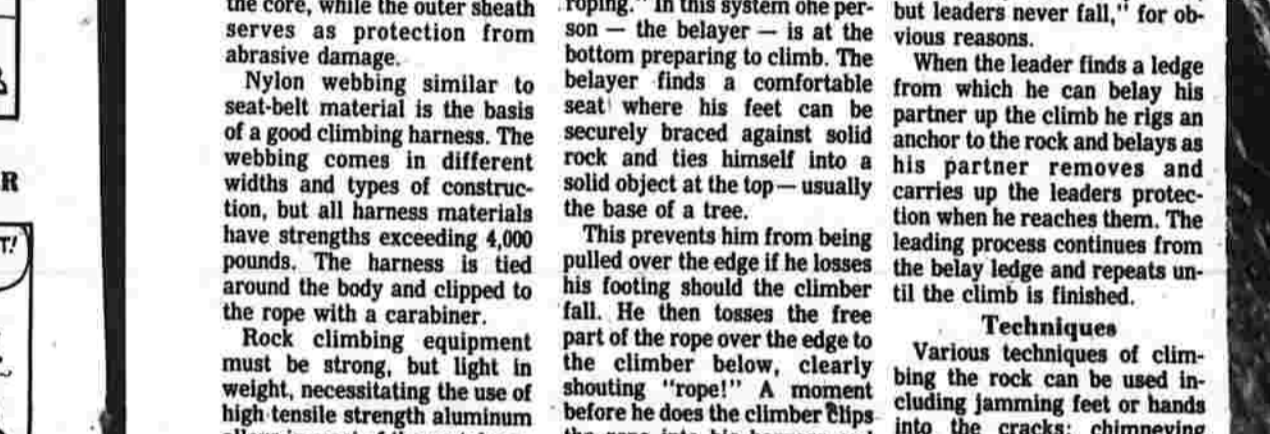 the core, while the outer sheath
serves as protection from
abrasive damage.
Nylon webbing similar to
seat-belt material is the basis
of a good climbing harness. The
webbing comes in different
widths and types of construc-
tion, but all harness materials
have strengths exceeding 4,000
pounds. The harness is tied
around the body and clipped to
the rope with a carabiner.
Rock climbing equipment
must be strong, but light in
weight, necessitating the use of
high tensile strength aluminum
roping." In this system one per-
son — the belayer — is at the
bottom preparing to climb. The
belayer finds a comfortable
seat where his feet can be
securely braced against solid
rock and ties himself into a
solid object at the top — usually
the base of a tree.
This prevents him from being
pulled over the edge if he losses
his footing should the climber
fall. He then tosses the free
part of the rope over the edge to
the climber below, clearly
shouting "rope!" A moment
before he does the climber clips
but leaders never fall," for ob-
vious reasons.
When the leader finds a ledge
from which he can belay his
partner up the climb he rigs an
anchor to the rock and belays as
his partner removes and
carries up the leaders protec-
tion when he reaches them. The
leading process continues from
the belay ledge and repeats un-
til the climb is finished.
Techniques
Various techniques of clim-
bing the rock can be used in-
cluding jamming feet or hands
into the cracks; chimneying
R
T!